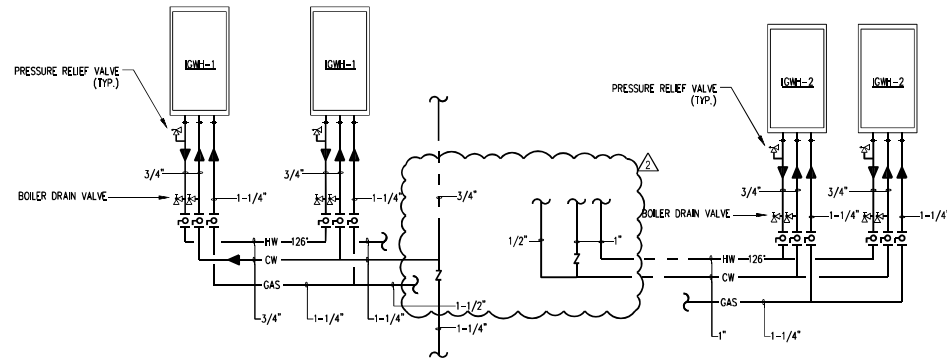 IGWH-1
IGWH-1
IGWH-2
IGWH-2
PRESSURE RELIEF VALVE
(TYP.)
PRESSURE RELIEF VALVE
(TYP.)
2
3/4"
3/4"
3/4"
3/4"
3/4"
BOILER DRAIN VALVE
1-1/4"
1-1/4"
BOILER DRAIN VALVE
1-1/4"
1-1/4"
1/2"
1"
HW 126°
HW 126°
CW
CW
GAS
GAS
1-1/2"
3/4"
1-1/4"
1-1/4"
1-1/4"
1"
1-1/4"